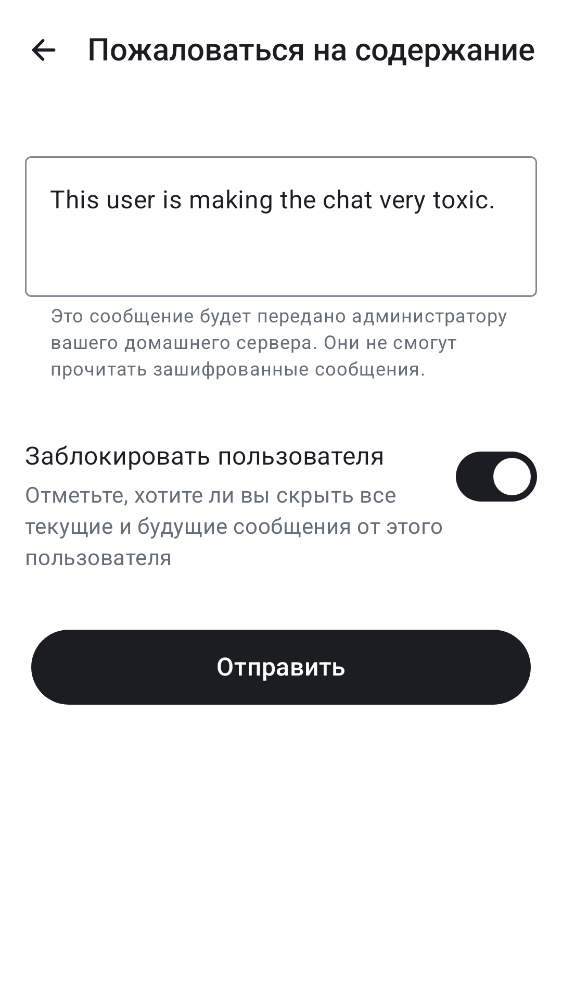 Пожаловаться на содержание
This user is making the chat very toxic.
Это сообщение будет передано администратору
вашего домашнего сервера. Они не смогут
прочитать зашифрованные сообщения.
Заблокировать пользователя
Отметьте, хотите ли вы скрыть все
текущие и будущие сообщения от этого
пользователя
Отправить